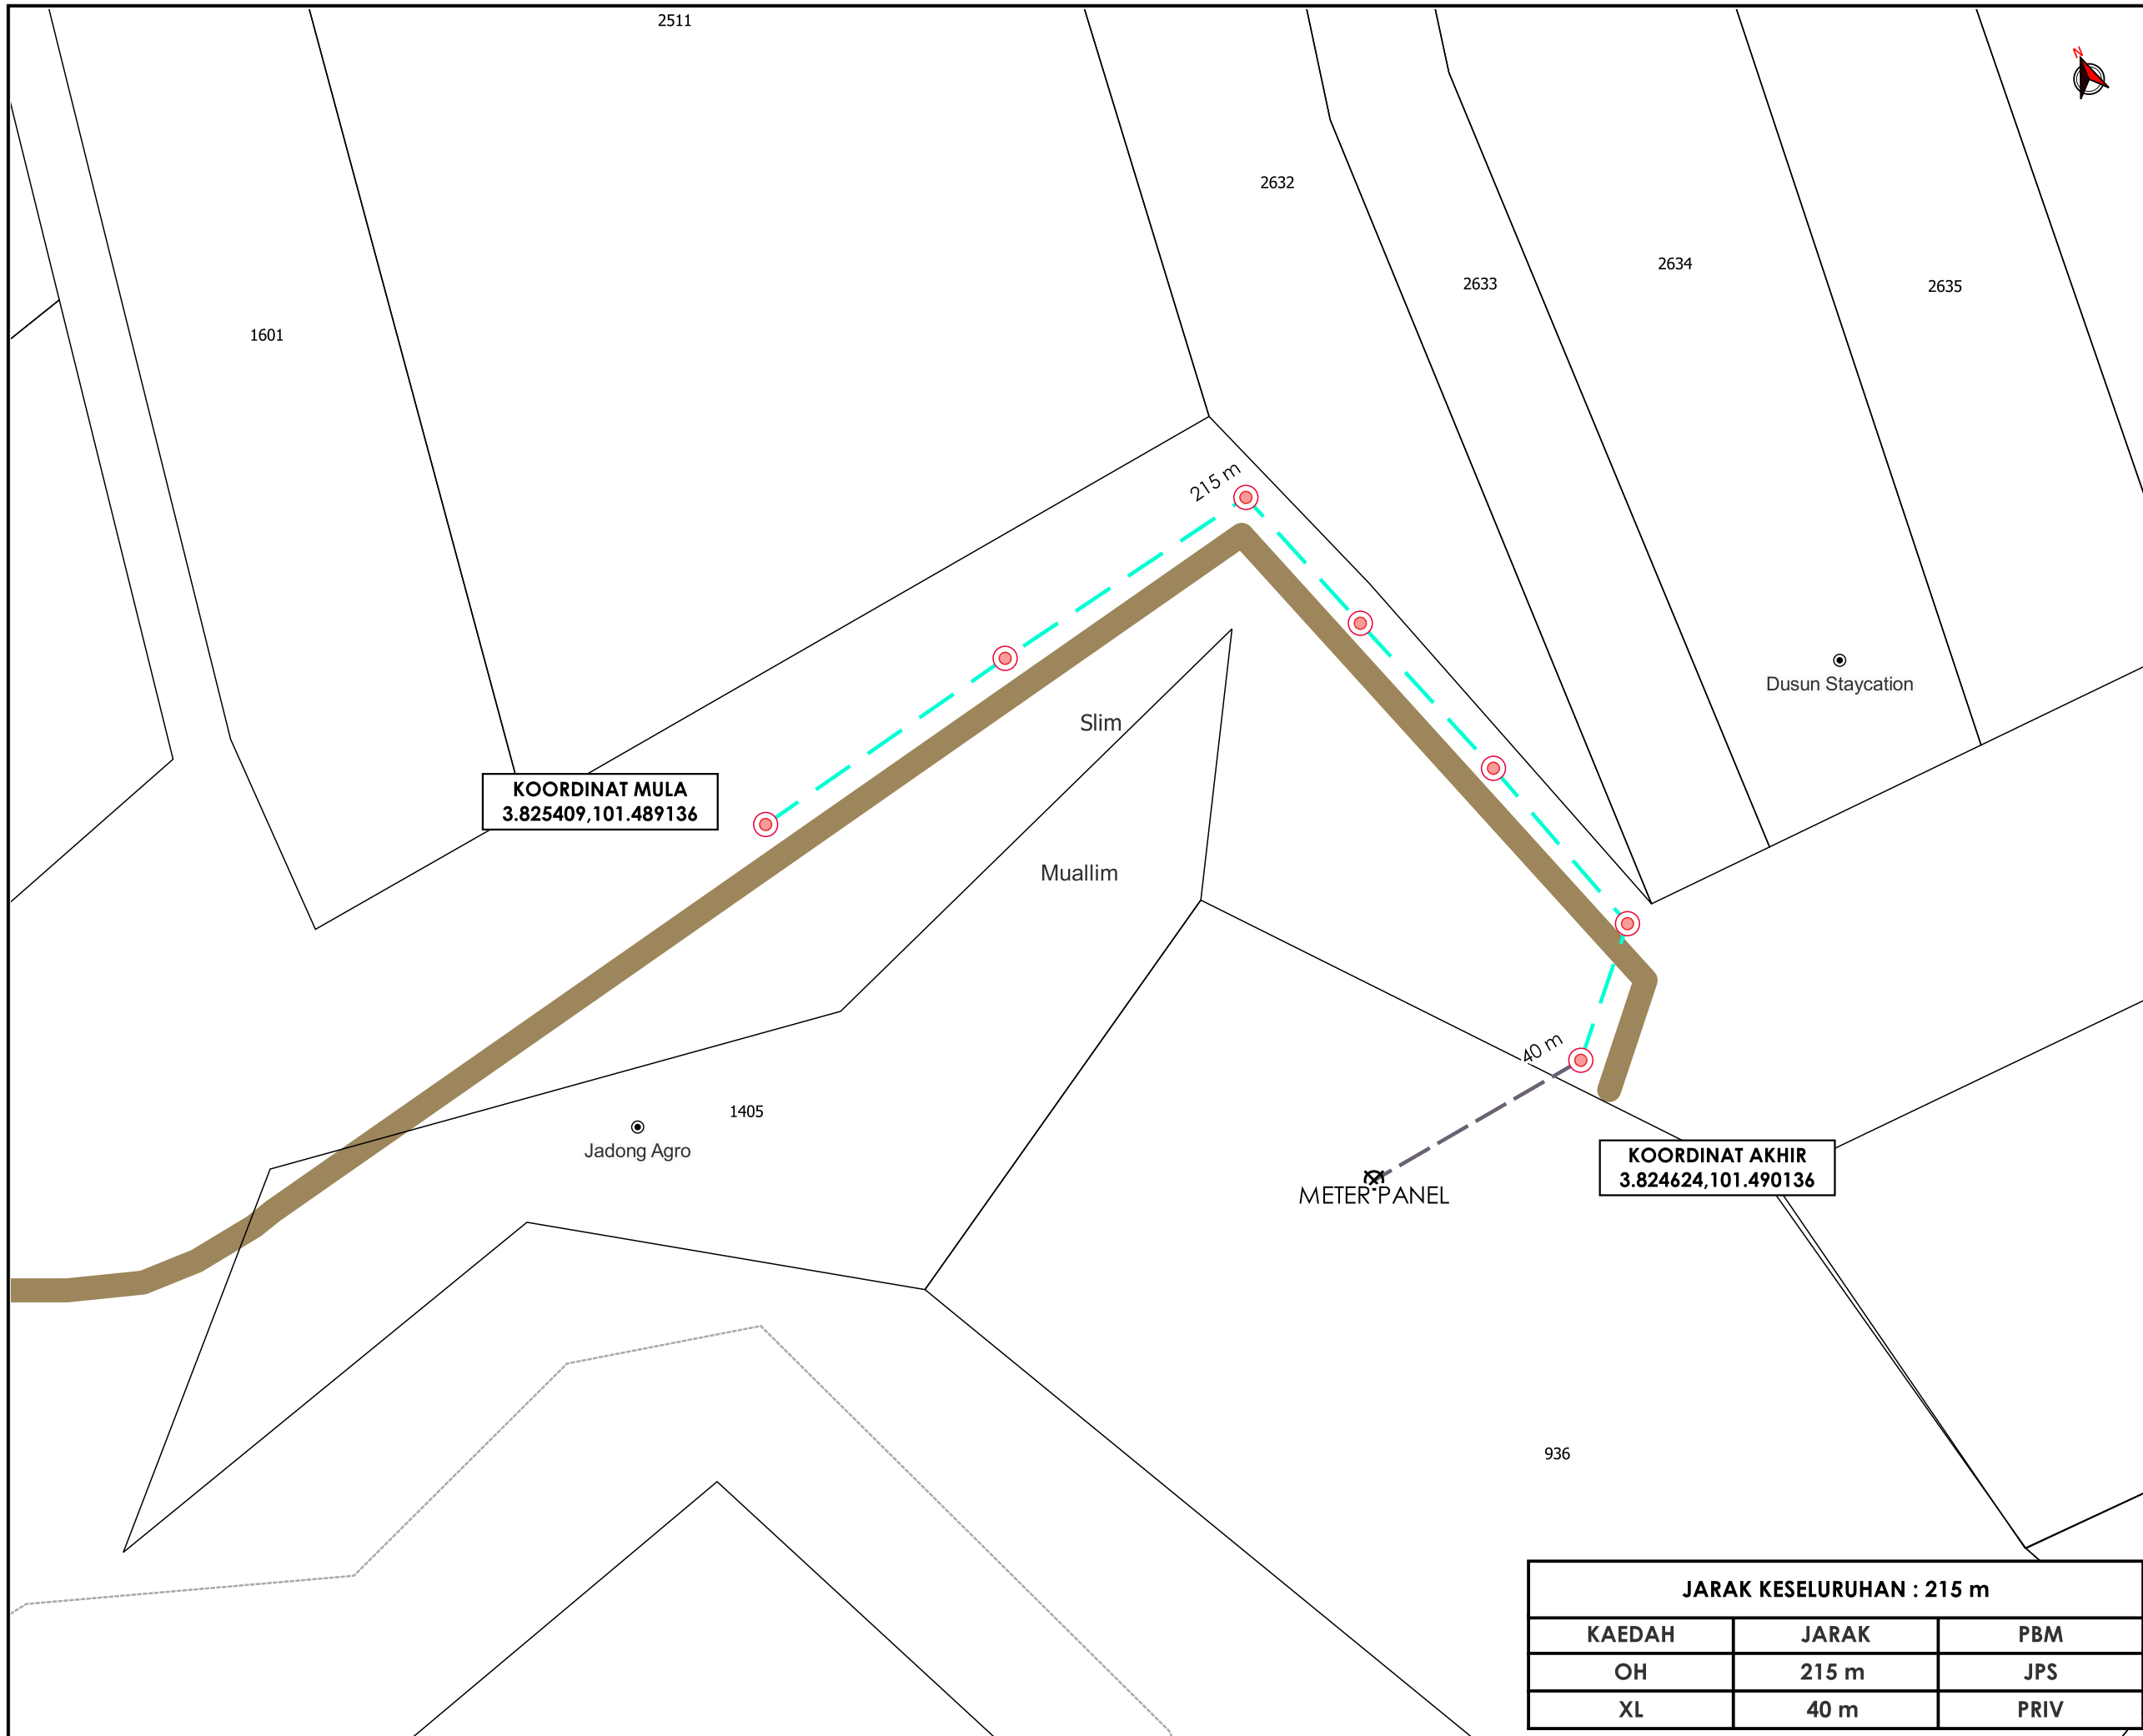 2511
N
2632
2634
2633
2635
1601
215 m
Dusun Staycation
Slim
KOORDINAT MULA
3.825409,101.489136
Muallim
40 m
1405
Jadong Agro
KOORDINAT AKHIR
3.824624,101.490136
METER PANEL
936
JARAK KESELURUHAN : 215 m
KAEDAH JARAK PBM
OH 215 m JPS
XL 40 m PRIV